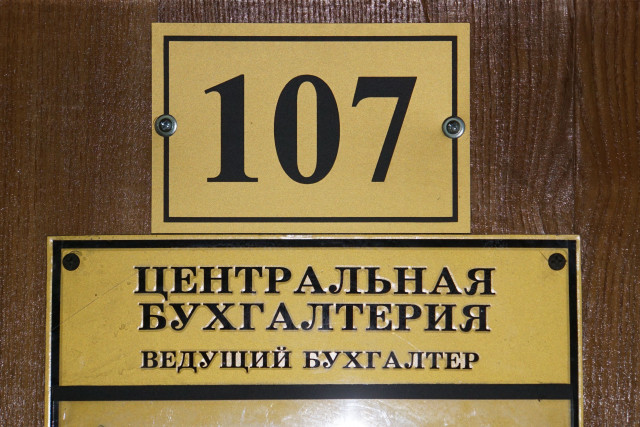 107
ЦЕНТРАЛЬНАЯ
БУХГАЛТЕРИЯ
ВЕДУЩИЙ БУХГАЛТЕР